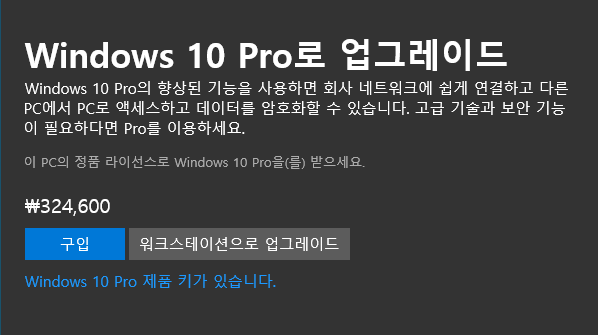 Windows 10 Pro로 업그레이드
Windows 10 Pro의 향상된 기능을 사용하면 회사 네트워크에 쉽게 연결하고 다른
PC에서 PC로 액세스하고 데이터를 암호화할 수 있습니다. 고급 기술과 보안 기능
이 필요하다면 Pro를 이용하세요.
이 PC의 정품 라이선스로 Windows 10 Pro을(를) 받으세요.
₩324,600
구입 워크스테이션으로 업그레이드
Windows 10 Pro 제품 키가 있습니다.